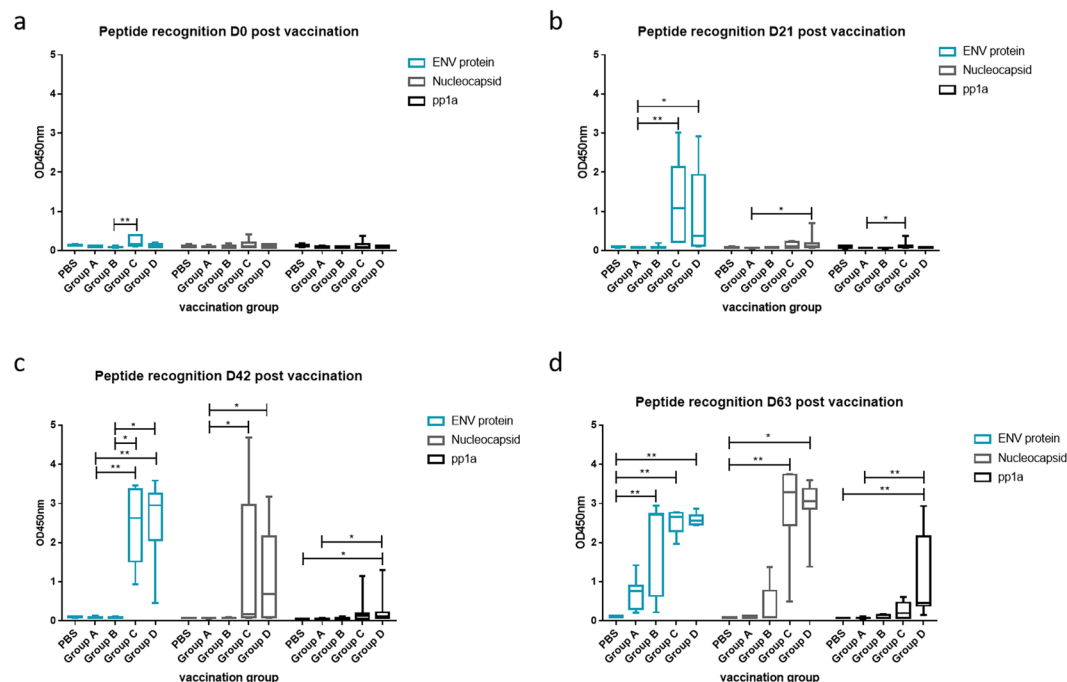 a
Peptide recognition D0 post vaccination
ENV protein
Nucleocapsid
pp1a
OD450nm
5
4
3
2
1
0
**
PBS
Group A
Group B
Group C
Group D
PBS
Group A
Group B
Group C
Group D
PBS
Group A
Group B
Group C
Group D
vaccination group
b
Peptide recognition D21 post vaccination
ENV protein
Nucleocapsid
pp1a
OD450nm
5
4
3
2
1
0
*
**
*
*
PBS
Group A
Group B
Group C
Group D
PBS
Group A
Group B
Group C
Group D
PBS
Group A
Group B
Group C
Group D
vaccination group
c
Peptide recognition D42 post vaccination
ENV protein
Nucleocapsid
pp1a
OD450nm
5
4
3
2
1
0
*
*
**
**
*
*
*
*
PBS
Group A
Group B
Group C
Group D
PBS
Group A
Group B
Group C
Group D
PBS
Group A
Group B
Group C
Group D
vaccination group
d
Peptide recognition D63 post vaccination
ENV protein
Nucleocapsid
pp1a
OD450nm
5
4
3
2
1
0
**
**
**
*
**
**
**
PBS
Group A
Group B
Group C
Group D
PBS
Group A
Group B
Group C
Group D
PBS
Group A
Group B
Group C
Group D
vaccination group